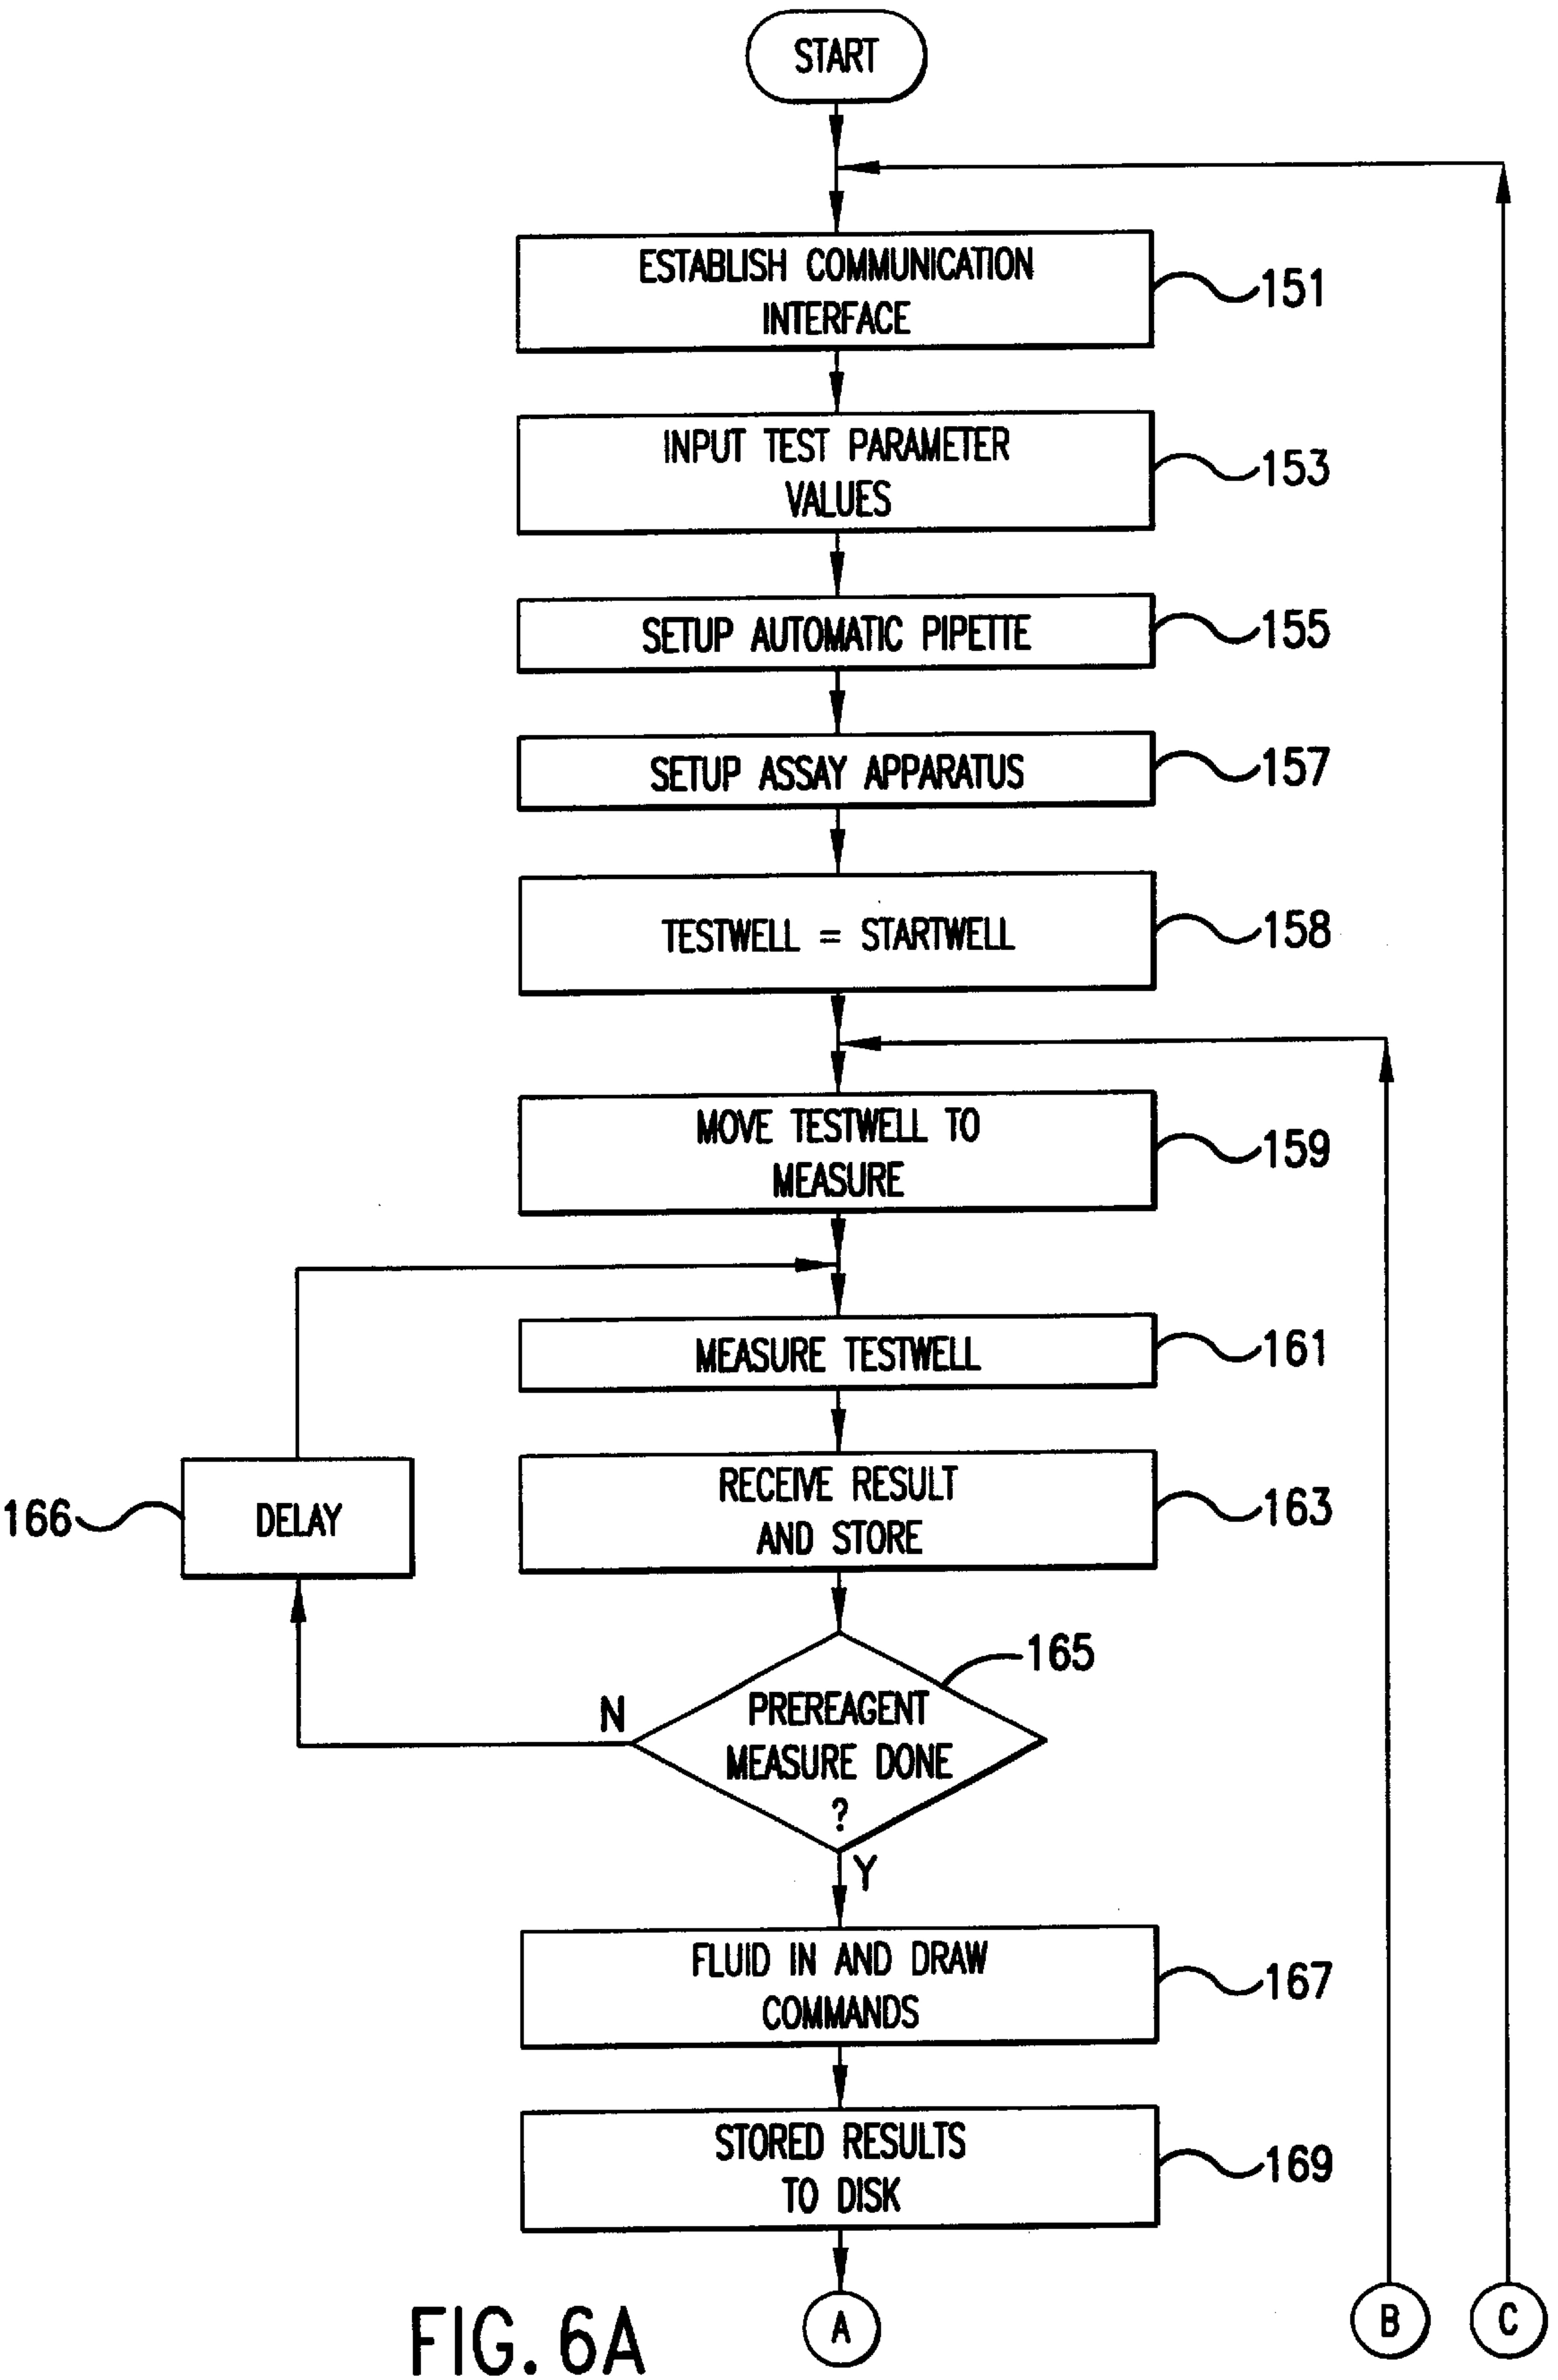 START
ESTABLISH COMMUNICATION
INTERFACE
151
INPUT TEST PARAMETER
VALUES
153
SETUP AUTOMATIC PIPETTE
155
SETUP ASSAY APPARATUS
157
TESTWELL = STARTWELL
158
MOVE TESTWELL TO
MEASURE
159
MEASURE TESTWELL
161
RECEIVE RESULT
AND STORE
163
166
DELAY
165
N
PREREAGENT
MEASURE DONE
?
Y
FLUID IN AND DRAW
COMMANDS
167
STORED RESULTS
TO DISK
169
A
B
C
FIG. 6A